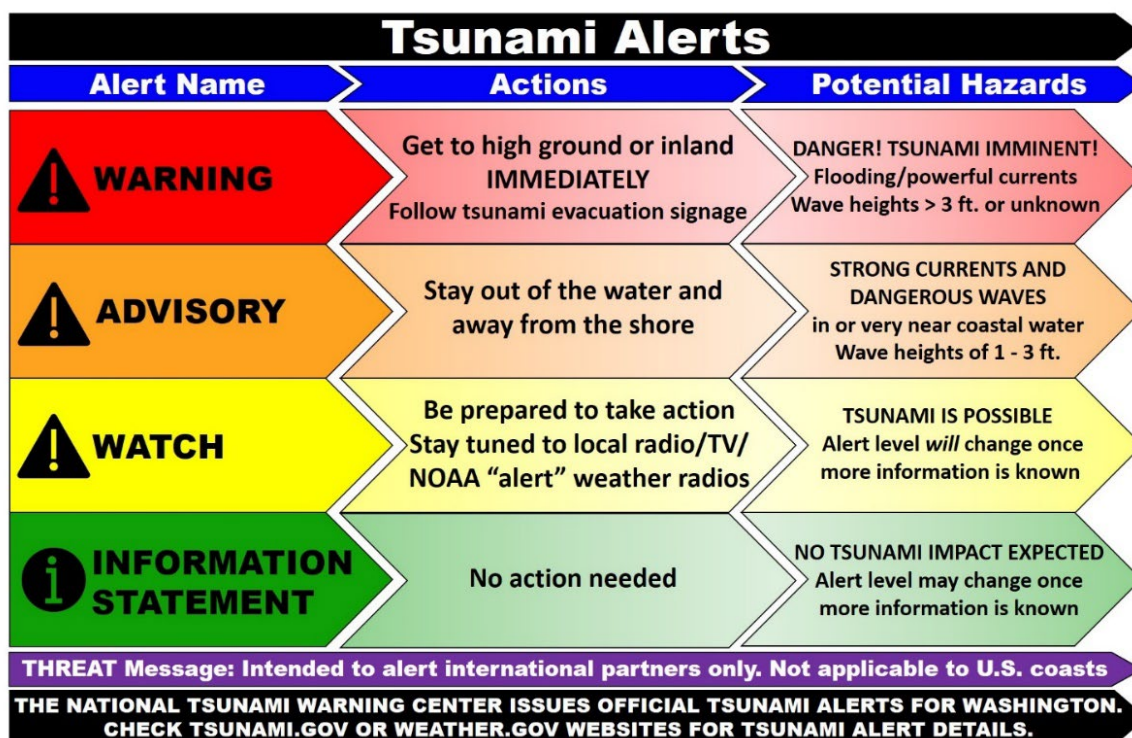 Tsunami Alerts
Alert Name
Actions
Potential Hazards
WARNING
Get to high ground or inland
IMMEDIATELY
Follow tsunami evacuation signage
DANGER! TSUNAMI IMMINENT!
Flooding/powerful currents
Wave heights > 3 ft. or unknown
ADVISORY
Stay out of the water and
away from the shore
STRONG CURRENTS AND
DANGEROUS WAVES
in or very near coastal water
Wave heights of 1 - 3 ft.
WATCH
Be prepared to take action
Stay tuned to local radio/TV/
NOAA “alert” weather radios
TSUNAMI IS POSSIBLE
Alert level will change once
more information is known
INFORMATION
STATEMENT
No action needed
NO TSUNAMI IMPACT EXPECTED
Alert level may change once
more information is known
THREAT Message: Intended to alert international partners only. Not applicable to U.S. coasts
THE NATIONAL TSUNAMI WARNING CENTER ISSUES OFFICIAL TSUNAMI ALERTS FOR WASHINGTON.
CHECK TSUNAMI.GOV OR WEATHER.GOV WEBSITES FOR TSUNAMI ALERT DETAILS.